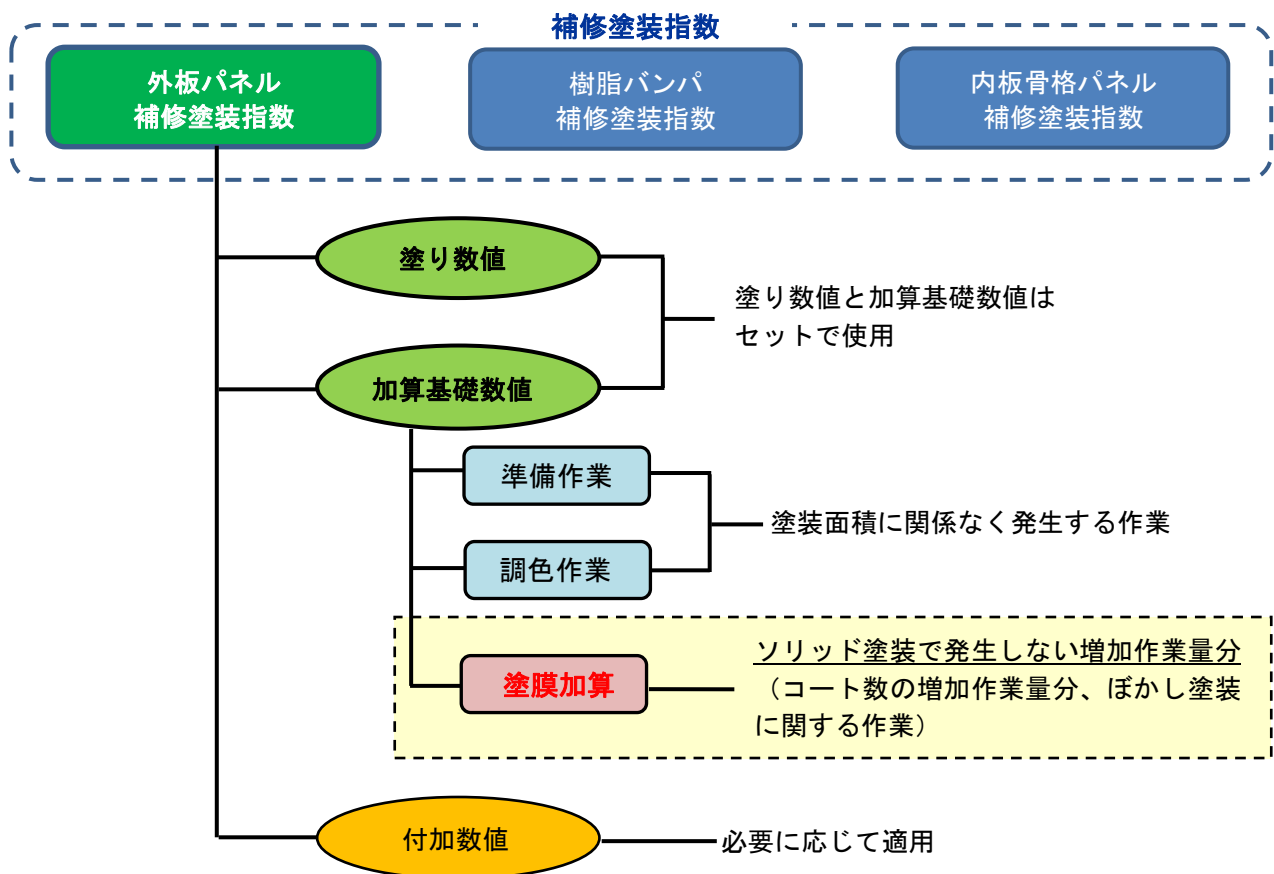 補修塗装指数
外板パネル
補修塗装指数
樹脂バンパ
補修塗装指数
内板骨格パネル
補修塗装指数
塗り数値
塗り数値と加算基礎数値は
セットで使用
加算基礎数値
準備作業
塗装面積に関係なく発生する作業
調色作業
塗膜加算
ソリッド塗装で発生しない増加作業量分
（コート数の増加作業量分、ぼかし塗装
に関する作業）
付加数値
必要に応じて適用